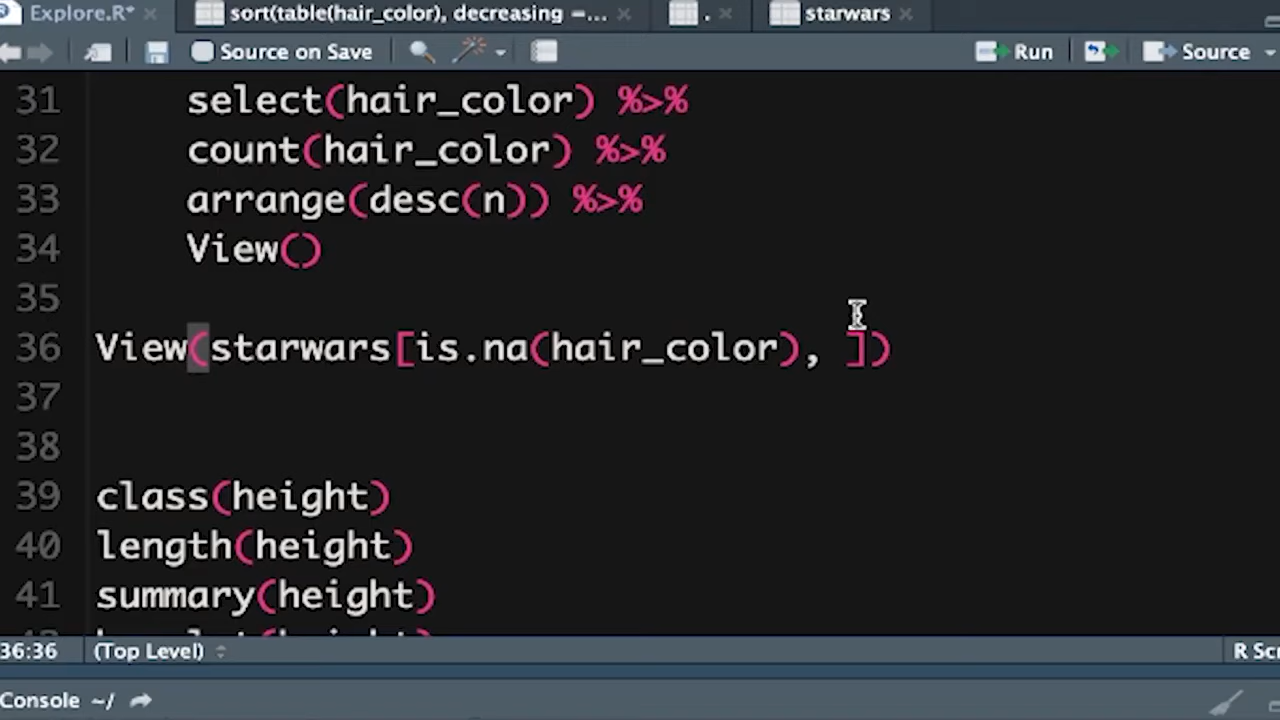 Explore.R* sort(table(hair_color), decreasing =... . starwars
Source on Save Run Source
31 select(hair_color) %>%
32 count(hair_color) %>%
33 arrange(desc(n)) %>%
34 View()
35
36 View(starwars[is.na(hair_color), ])
37
38
39 class(height)
40 length(height)
41 summary(height)
36:36 (Top Level) R Scr
Console ~/